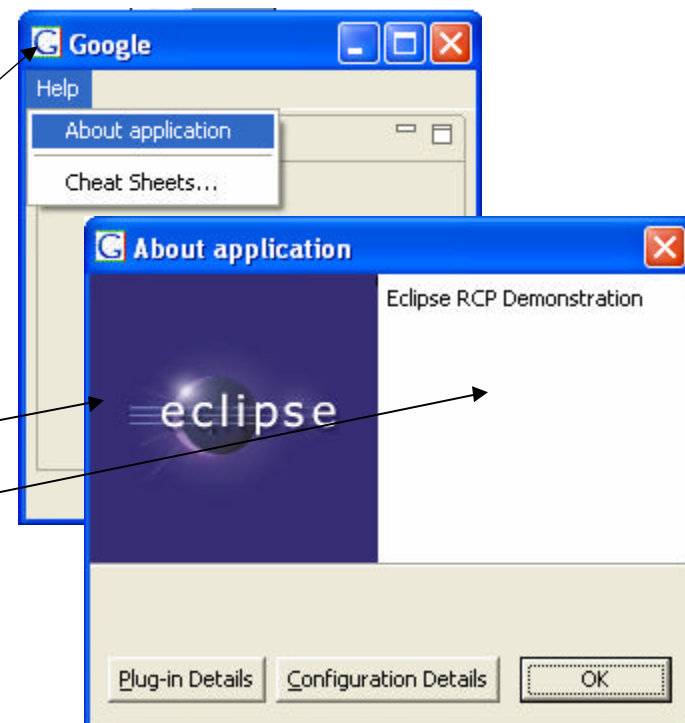 Google
Help
About application
Cheat Sheets...
About application
Eclipse RCP Demonstration
eclipse
Plug-in Details
Configuration Details
OK